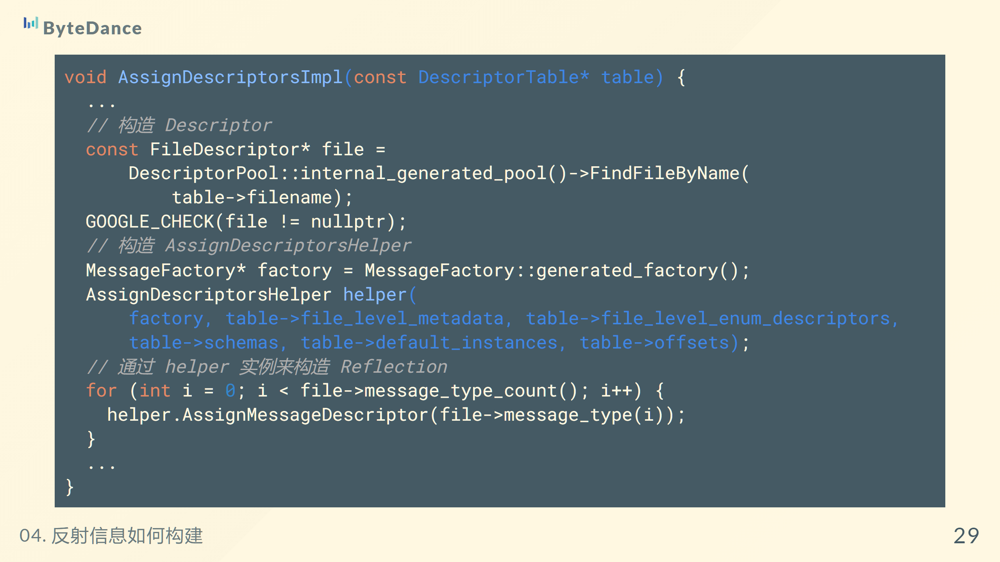 ByteDance
void AssignDescriptorsImpl(const DescriptorTable* table) {
  ...
  // 构造 Descriptor
  const FileDescriptor* file =
      DescriptorPool::internal_generated_pool()->FindFileByName(
          table->filename);
  GOOGLE_CHECK(file != nullptr);
  // 构造 AssignDescriptorsHelper
  MessageFactory* factory = MessageFactory::generated_factory();
  AssignDescriptorsHelper helper(
      factory, table->file_level_metadata, table->file_level_enum_descriptors,
      table->schemas, table->default_instances, table->offsets);
  // 通过 helper 实例来构造 Reflection
  for (int i = 0; i < file->message_type_count(); i++) {
    helper.AssignMessageDescriptor(file->message_type(i));
  }
  ...
}
04. 反射信息如何构建
29